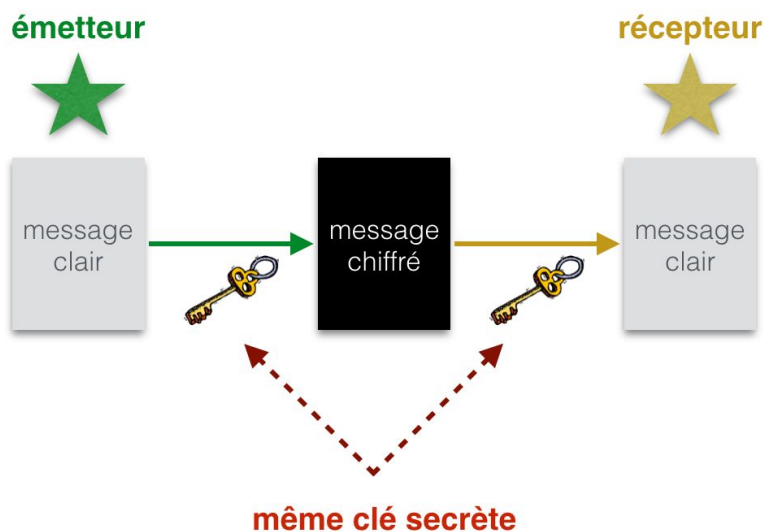 émetteur
récepteur
message
clair
message
chiffré
message
clair
même clé secrète